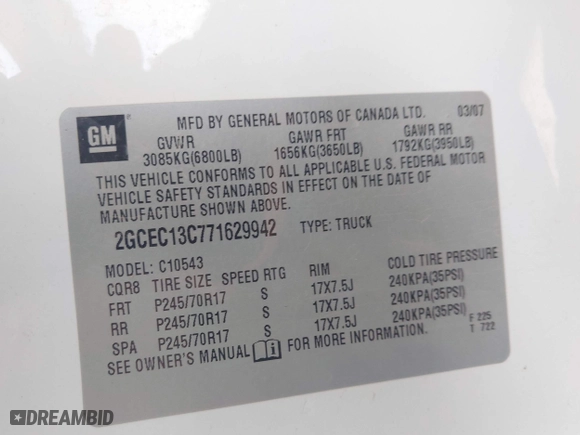 GM
MFD BY GENERAL MOTORS OF CANADA LTD. 03/07
GVWR GAWR FRT GAWR RR
3085KG(6800LB) 1656KG(3650LB) 1792KG(3950LB)
THIS VEHICLE CONFORMS TO ALL APPLICABLE U.S. FEDERAL MOTOR
VEHICLE SAFETY STANDARDS IN EFFECT ON THE DATE OF
MANUFACTURE SHOWN ABOVE.
2GCEC13C771629942 TYPE: TRUCK
MODEL: C10543
CQR8 TIRE SIZE SPEED RTG RIM COLD TIRE PRESSURE
FRT P245/70R17 S 17X7.5J 240KPA(35PSI)
RR P245/70R17 S 17X7.5J 240KPA(35PSI)
SPA P245/70R17 S 17X7.5J 240KPA(35PSI)
SEE OWNER'S MANUAL FOR MORE INFORMATION.
F 225
T 722
DREAMBID